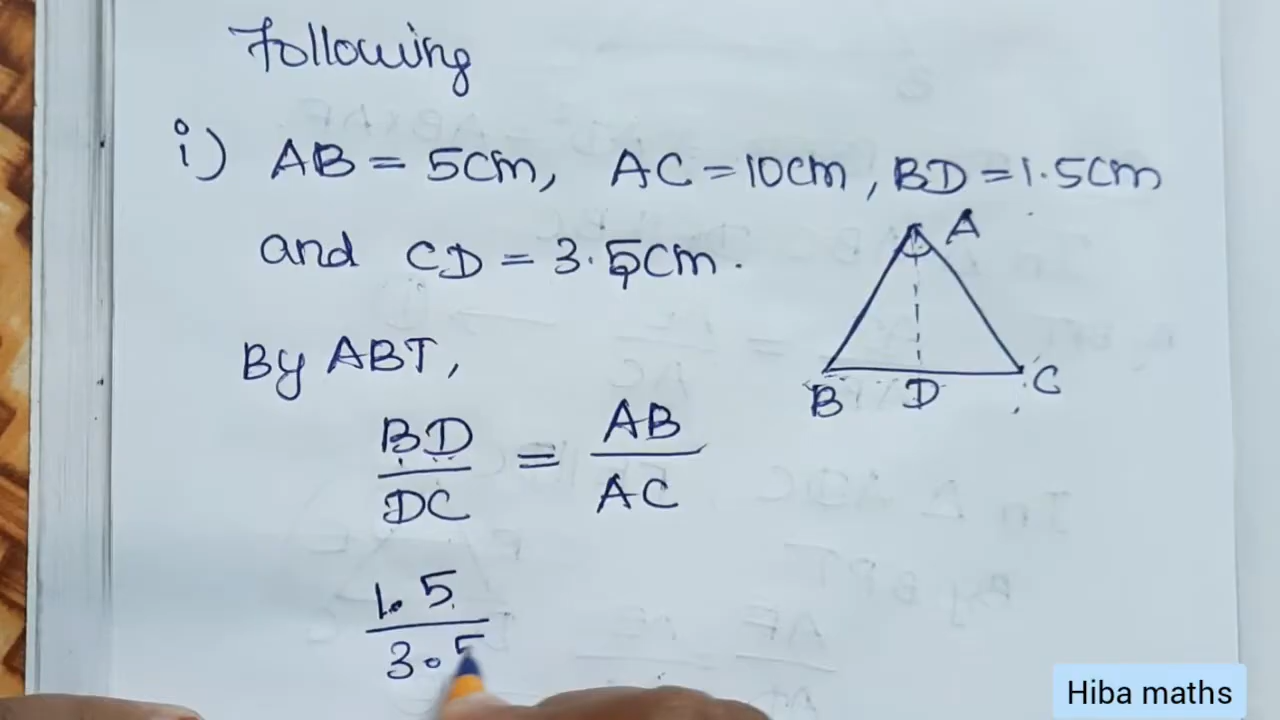 Following
i) AB = 5cm, AC = 10cm, BD = 1.5cm
and CD = 3.5cm.
A
B D C
By ABT,
BD/DC = AB/AC
1.5/3.5
Hiba maths